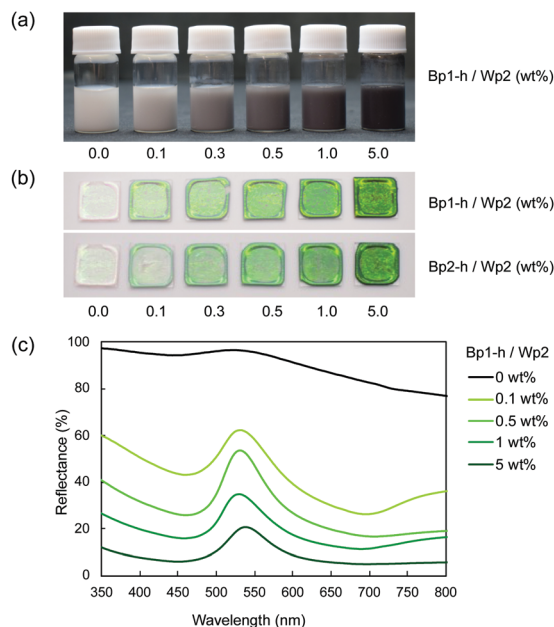 (a)
Bp1-h / Wp2 (wt%)
0.0 0.1 0.3 0.5 1.0 5.0
(b)
Bp1-h / Wp2 (wt%)
Bp2-h / Wp2 (wt%)
0.0 0.1 0.3 0.5 1.0 5.0
(c)
Bp1-h / Wp2
0 wt%
0.1 wt%
0.5 wt%
1 wt%
5 wt%
Reflectance (%)
100
80
60
40
20
0
350 400 450 500 550 600 650 700 750 800
Wavelength (nm)